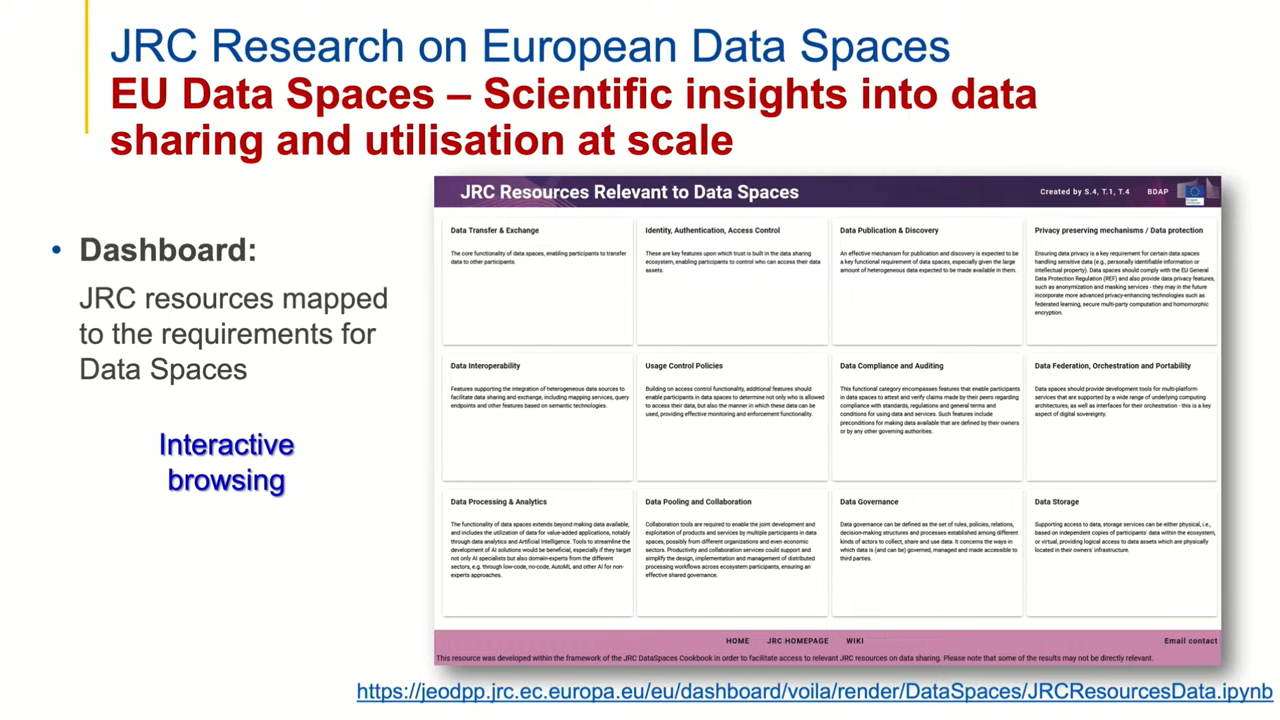 JRC Research on European Data Spaces
EU Data Spaces – Scientific insights into data
sharing and utilisation at scale
• Dashboard:
JRC resources mapped
to the requirements for
Data Spaces
Interactive
browsing
JRC Resources Relevant to Data Spaces
Created by S.4, T.1, T.4
BDAP
Data Transfer & Exchange
The core functionality of data spaces, enabling participants to transfer
data to other participants.
Identity, Authentication, Access Control
These are key features upon which trust is built in the data sharing
ecosystem, enabling participants to control who can access their data
assets.
Data Publication & Discovery
An effective mechanism for publication and discovery is expected to be
a key functional requirement of data spaces, especially given the large
amount of heterogeneous data expected to be made available in them.
Privacy preserving mechanisms / Data protection
Ensuring data privacy is a key requirement for certain data spaces
handling sensitive data (e.g., personally identifiable information or
intellectual property). Data spaces should comply with the EU General
Data Protection Regulation (REF) and also provide data privacy features,
such as anonymization and masking services - they may in the future
incorporate more advanced privacy-enhancing technologies such as
federated learning, secure multi-party computation and homomorphic
encryption.
Data Interoperability
Features supporting the integration of heterogeneous data sources to
facilitate data sharing and exchange, including mapping services, query
endpoints and other features based on semantic technologies.
Usage Control Policies
Building on access control functionality, additional features should
enable participants in data spaces to determine not only who is allowed
to access their data, but also the manner in which these data can be
used, providing effective monitoring and enforcement functionality.
Data Compliance and Auditing
This functional category encompasses features that enable participants
in data spaces to attest and verify claims made by their peers regarding
compliance with standards, regulations and general terms and
conditions for using data and services. Such features include
preconditions for making data available that are defined by their owners
or by any other governing authorities.
Data Federation, Orchestration and Portability
Data spaces should provide development tools for multi-platform
services that are supported by a wide range of underlying computing
architectures, as well as interfaces for their orchestration - this is a key
aspect of digital sovereignty.
Data Processing & Analytics
The functionality of data spaces extends beyond making data available,
and includes the utilization of data for value-added applications, notably
through data analytics and Artificial Intelligence. Tools to streamline the
development of AI solutions would be beneficial, especially if they target
not only AI specialists but also domain-experts from the different
sectors, e.g. through low-code, no-code, AutoML and other AI for non-
experts approaches.
Data Pooling and Collaboration
Collaboration tools are required to enable the joint development and
exploitation of products and services by multiple participants in data
spaces, possibly from different organizations and even economic
sectors. Productivity and collaboration services could support and
simplify the design, implementation and management of distributed
processing workflows across ecosystem participants, ensuring an
effective shared governance.
Data Governance
Data governance can be defined as the set of rules, policies, relations,
decision-making structures and processes established among different
kinds of actors to collect, share and use data. It concerns the ways in
which data is (and can be) governed, managed and made accessible to
third parties.
Data Storage
Supporting access to data, storage services can be either physical, i.e.,
based on independent copies of participants' data within the ecosystem,
or virtual, providing logical access to data assets which are physically
located in their owners' infrastructure.
HOME JRC HOMEPAGE WIKI
Email contact
This resource was developed within the framework of the JRC DataSpaces Cookbook in order to facilitate access to relevant JRC resources on data sharing. Please note that some of the results may not be directly relevant.
https://jeodpp.jrc.ec.europa.eu/eu/dashboard/voila/render/DataSpaces/JRCResourcesData.ipynb